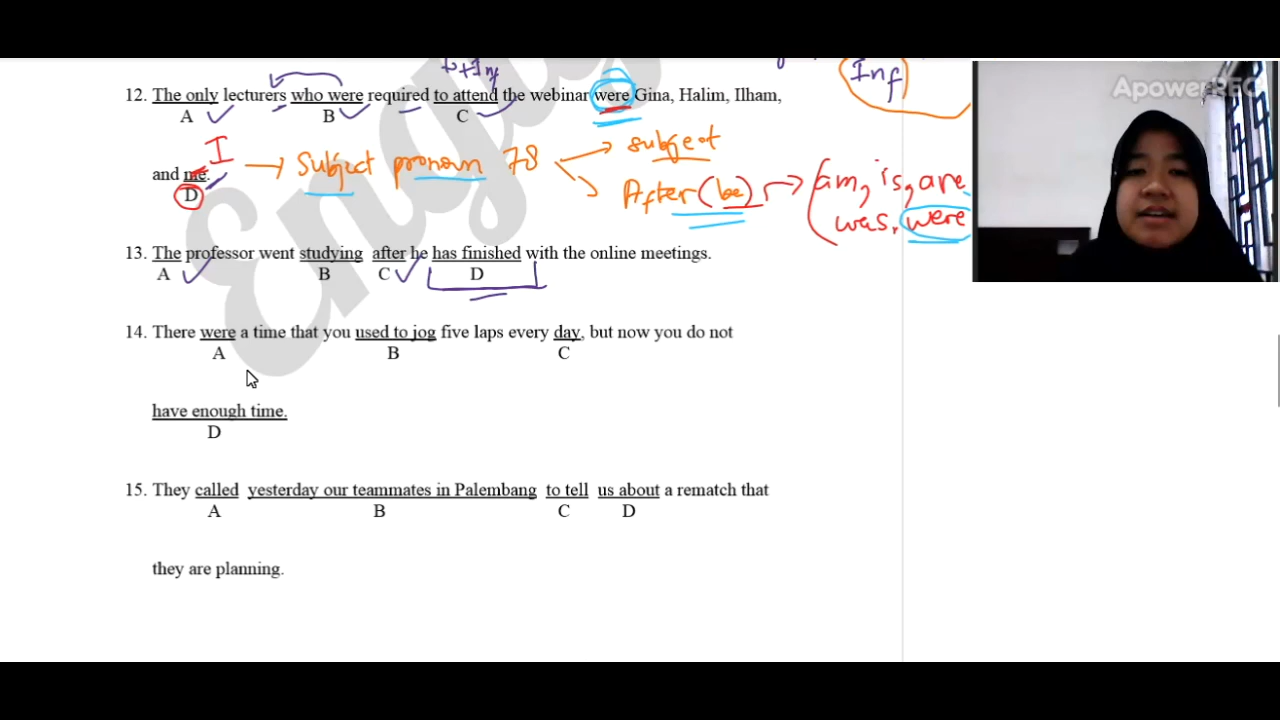 t+Inf
Inf
ApowerREC
12. The only lecturers who were required to attend the webinar were Gina, Halim, Ilham,
A B C
I → Subject pronoun 78 → subject
and me.
D
After (be) → am, is, are
was, were
13. The professor went studying after he has finished with the online meetings.
A B C D
14. There were a time that you used to jog five laps every day, but now you do not
A B C
have enough time.
D
15. They called yesterday our teammates in Palembang to tell us about a rematch that
A B C D
they are planning.